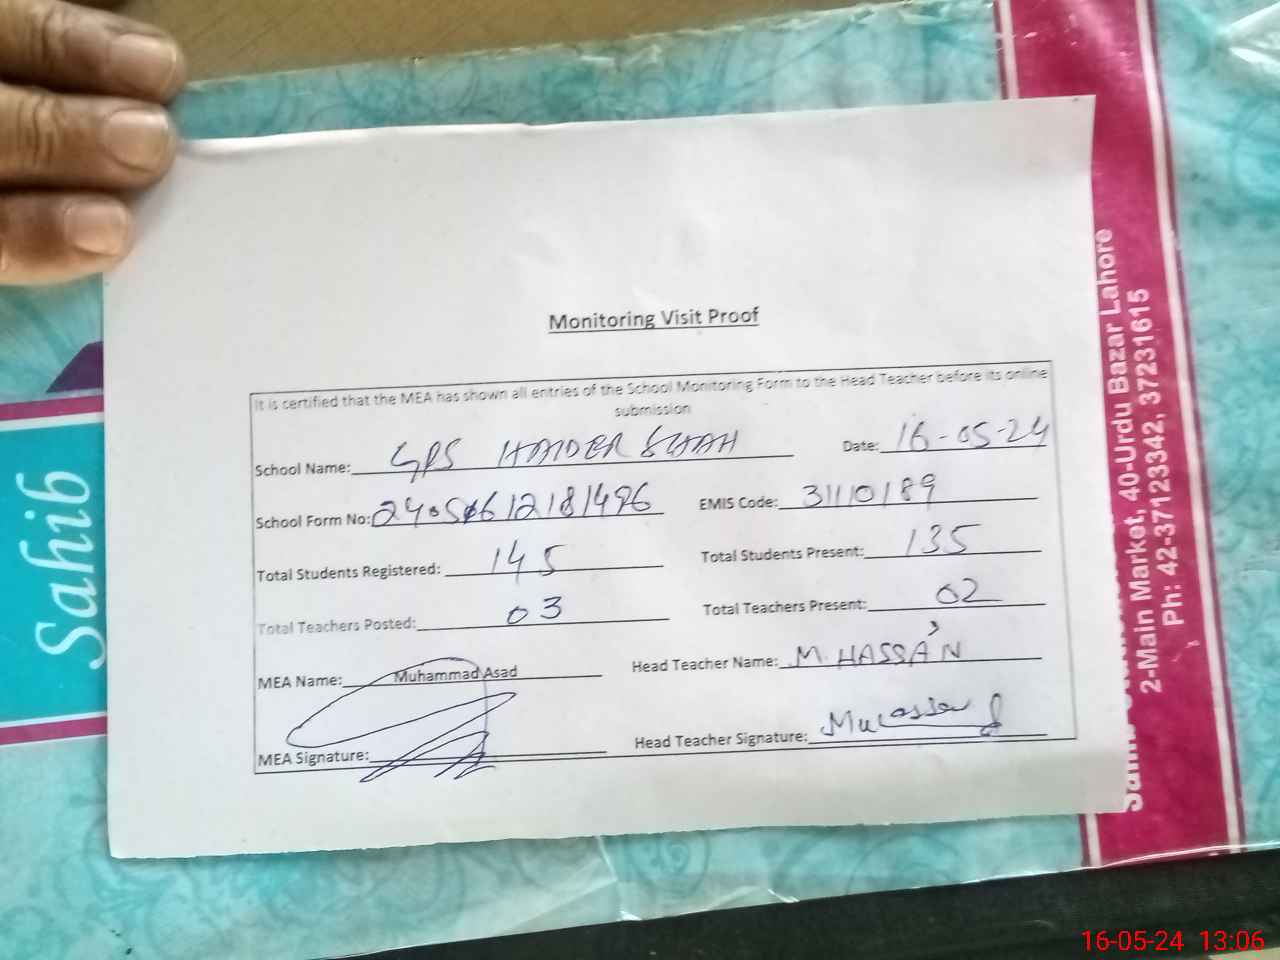 Monitoring Visit Proof
It is certified that the MEA has shown all entries of the School Monitoring Form to the Head Teacher before its online
submission
School Name: GPS HAIDER SHAH Date: 16-05-24
School Form No: EMIS Code: 31110189
Total Students Registered: 145 Total Students Present: 135
Total Teachers Posted: 03 Total Teachers Present: 02
MEA Name: Muhammad Asad Head Teacher Name: M. HASSAN
MEA Signature: Head Teacher Signature:
Sahib
2-Main Market, 40-Urdu Bazar Lahore
Ph: 42-37123342, 37231615
16-05-24 13:06